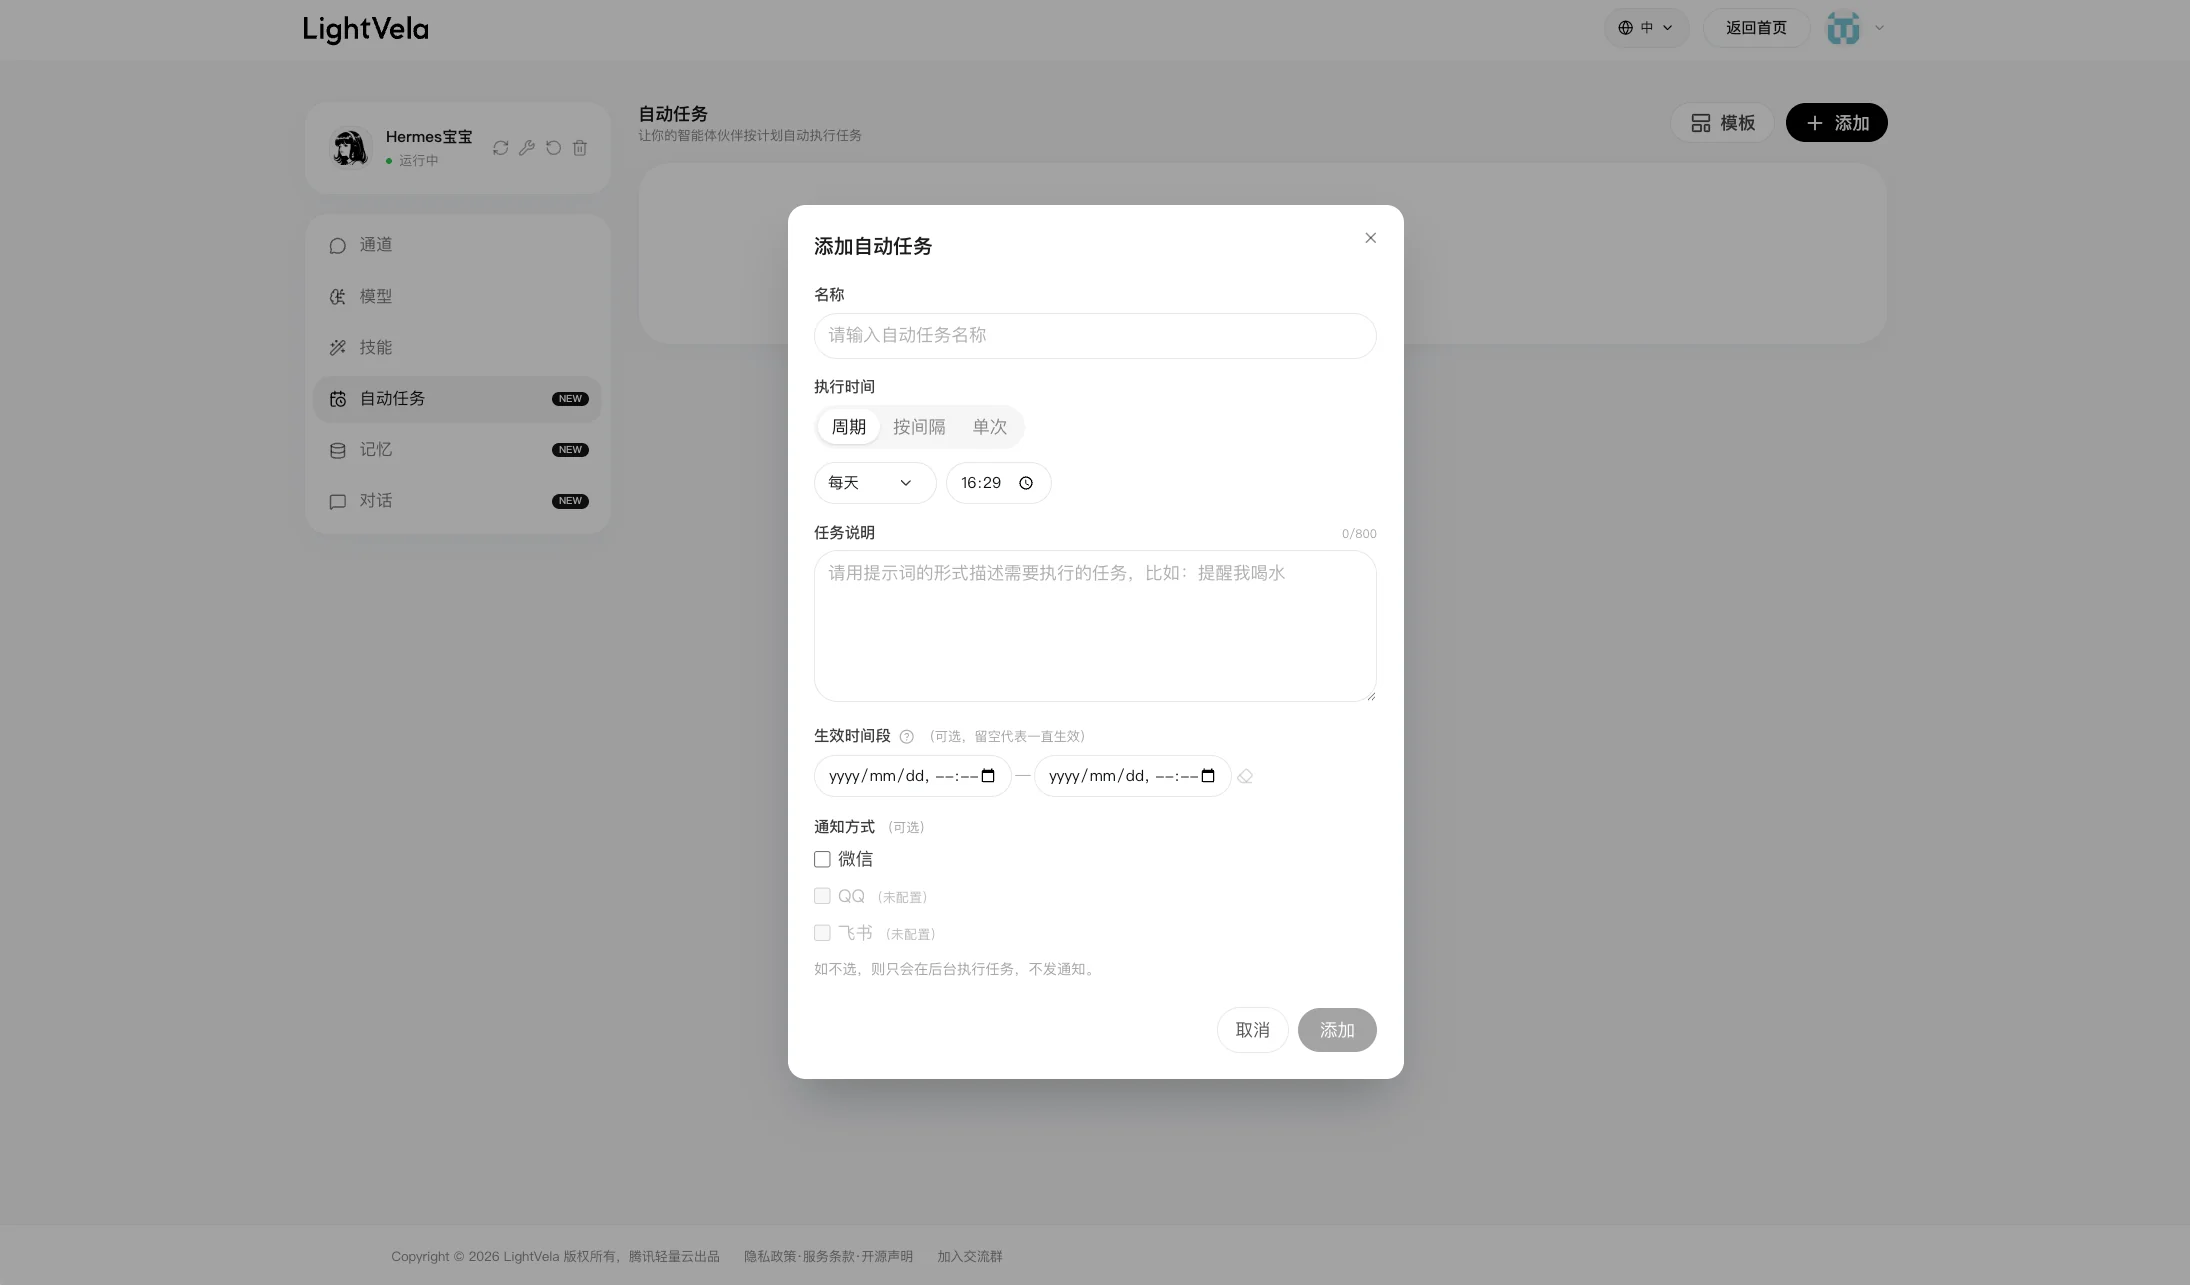 LightVela
中
返回首页
Hermes宝宝
运行中
通道
模型
技能
自动任务 NEW
记忆 NEW
对话 NEW
自动任务
让你的智能体伙伴按计划自动执行任务
模板
添加
添加自动任务
名称
请输入自动任务名称
执行时间
周期 按间隔 单次
每天 16:29
任务说明 0/800
请用提示词的形式描述需要执行的任务，比如：提醒我喝水
生效时间段 （可选，留空代表一直生效）
yyyy/mm/dd, --:-- — yyyy/mm/dd, --:--
通知方式 （可选）
微信
QQ （未配置）
飞书 （未配置）
如不选，则只会在后台执行任务，不发通知。
取消 添加
Copyright © 2026 LightVela 版权所有，腾讯轻量云出品 隐私政策·服务条款·开源声明 加入交流群